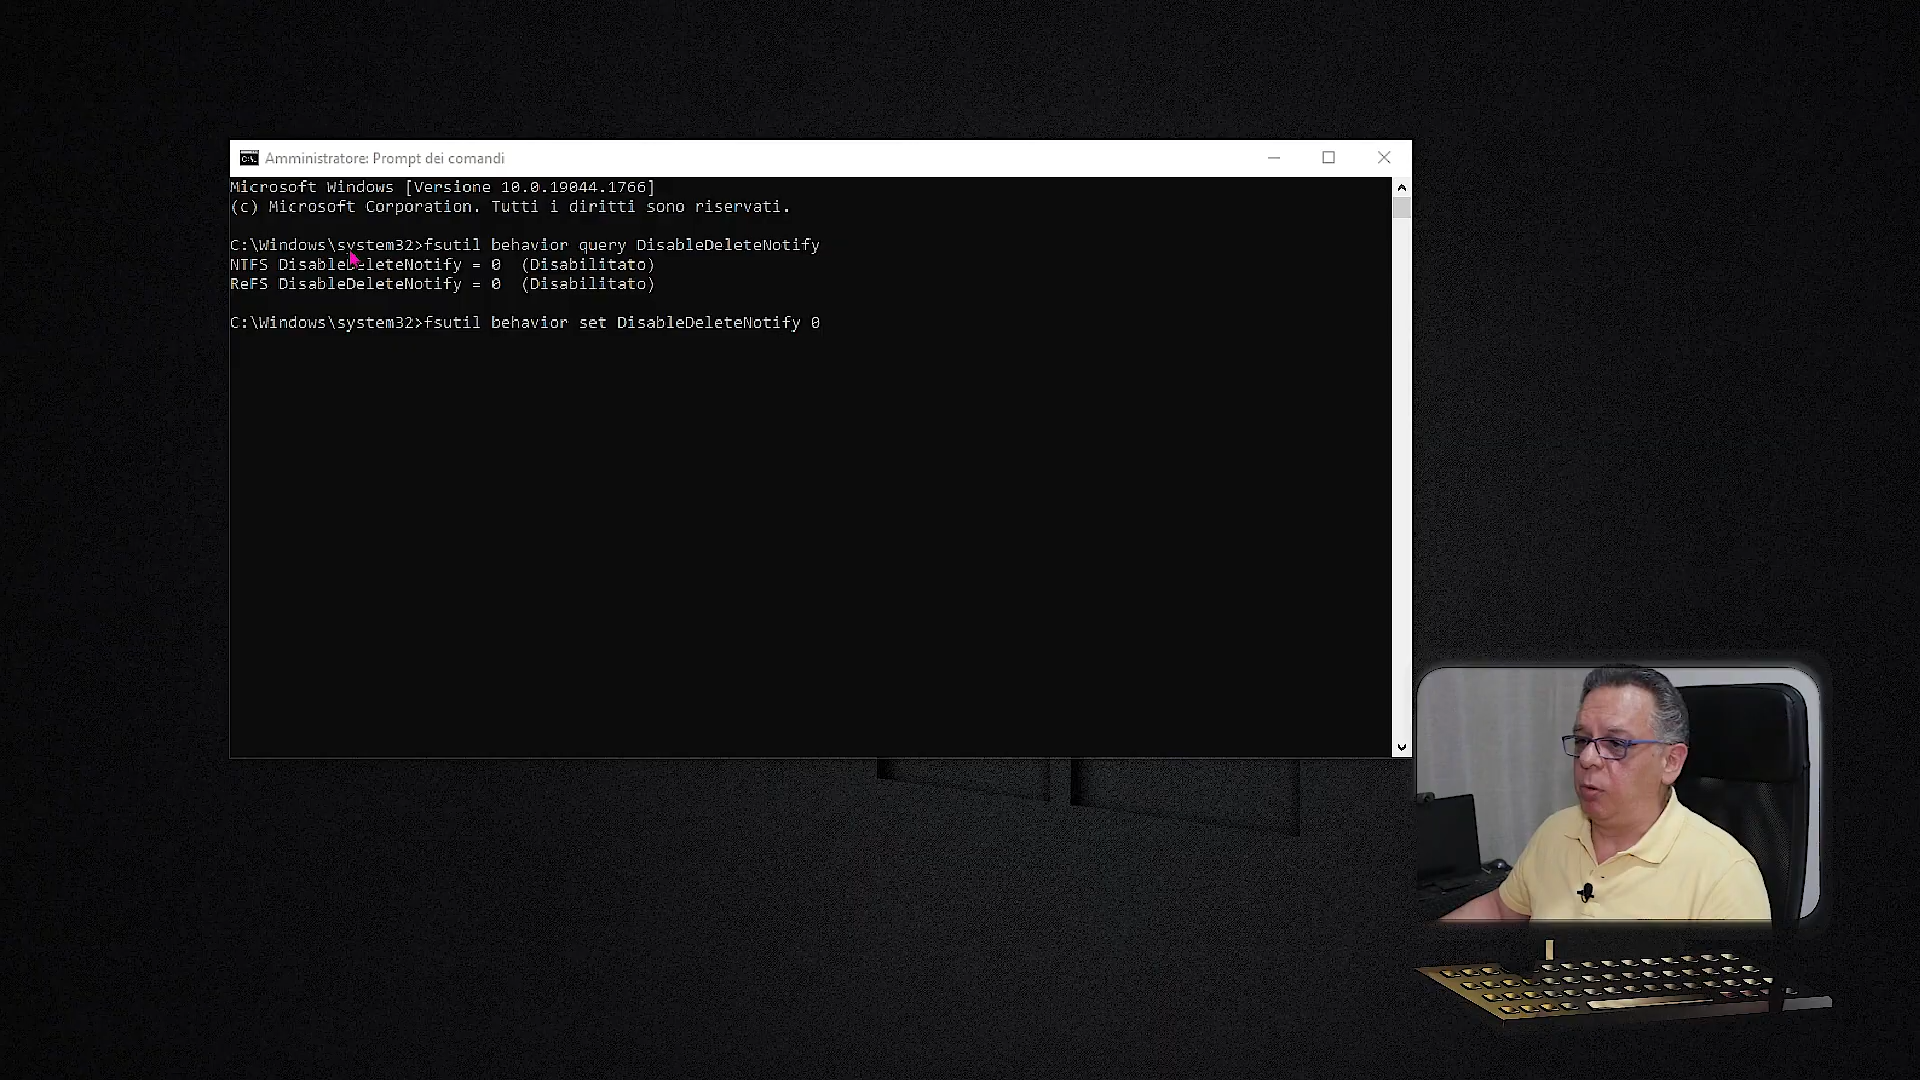 Amministratore: Prompt dei comandi
Microsoft Windows [Versione 10.0.19044.1766]
(c) Microsoft Corporation. Tutti i diritti sono riservati.
C:\Windows\system32>fsutil behavior query DisableDeleteNotify
NTFS DisableDeleteNotify = 0  (Disabilitato)
ReFS DisableDeleteNotify = 0  (Disabilitato)
C:\Windows\system32>fsutil behavior set DisableDeleteNotify 0